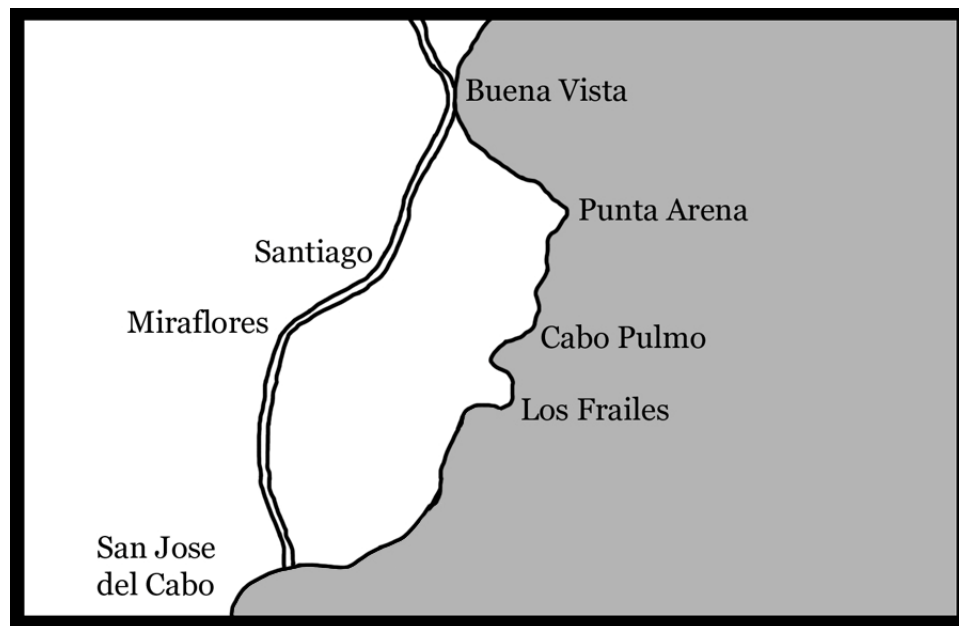 Buena Vista
Punta Arena
Santiago
Miraflores
Cabo Pulmo
Los Frailes
San Jose
del Cabo